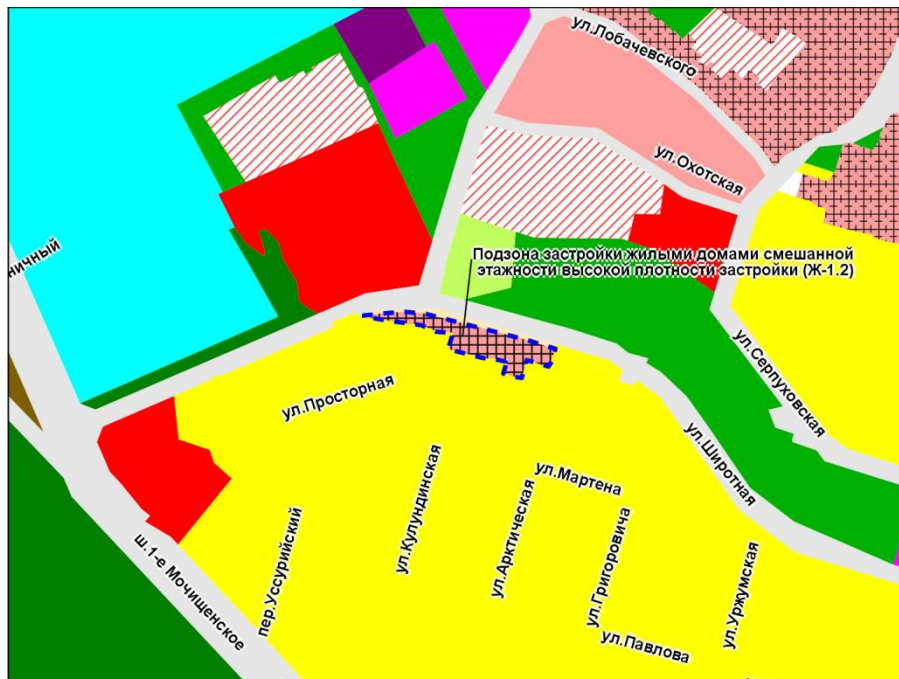 ул.Лобачевского
ул.Охотская
ничный
Подзона застройки жилыми домами смешанной
этажности высокой плотности застройки (Ж-1.2)
ул.Серпуховская
ул.Просторная
ул.Широтная
ул.Мартена
ул.Кулундинская
ул.Арктическая
ул.Григоровича
ул.Уржумская
пер.Уссурийский
ш.1-е Мочищенское
ул.Павлова